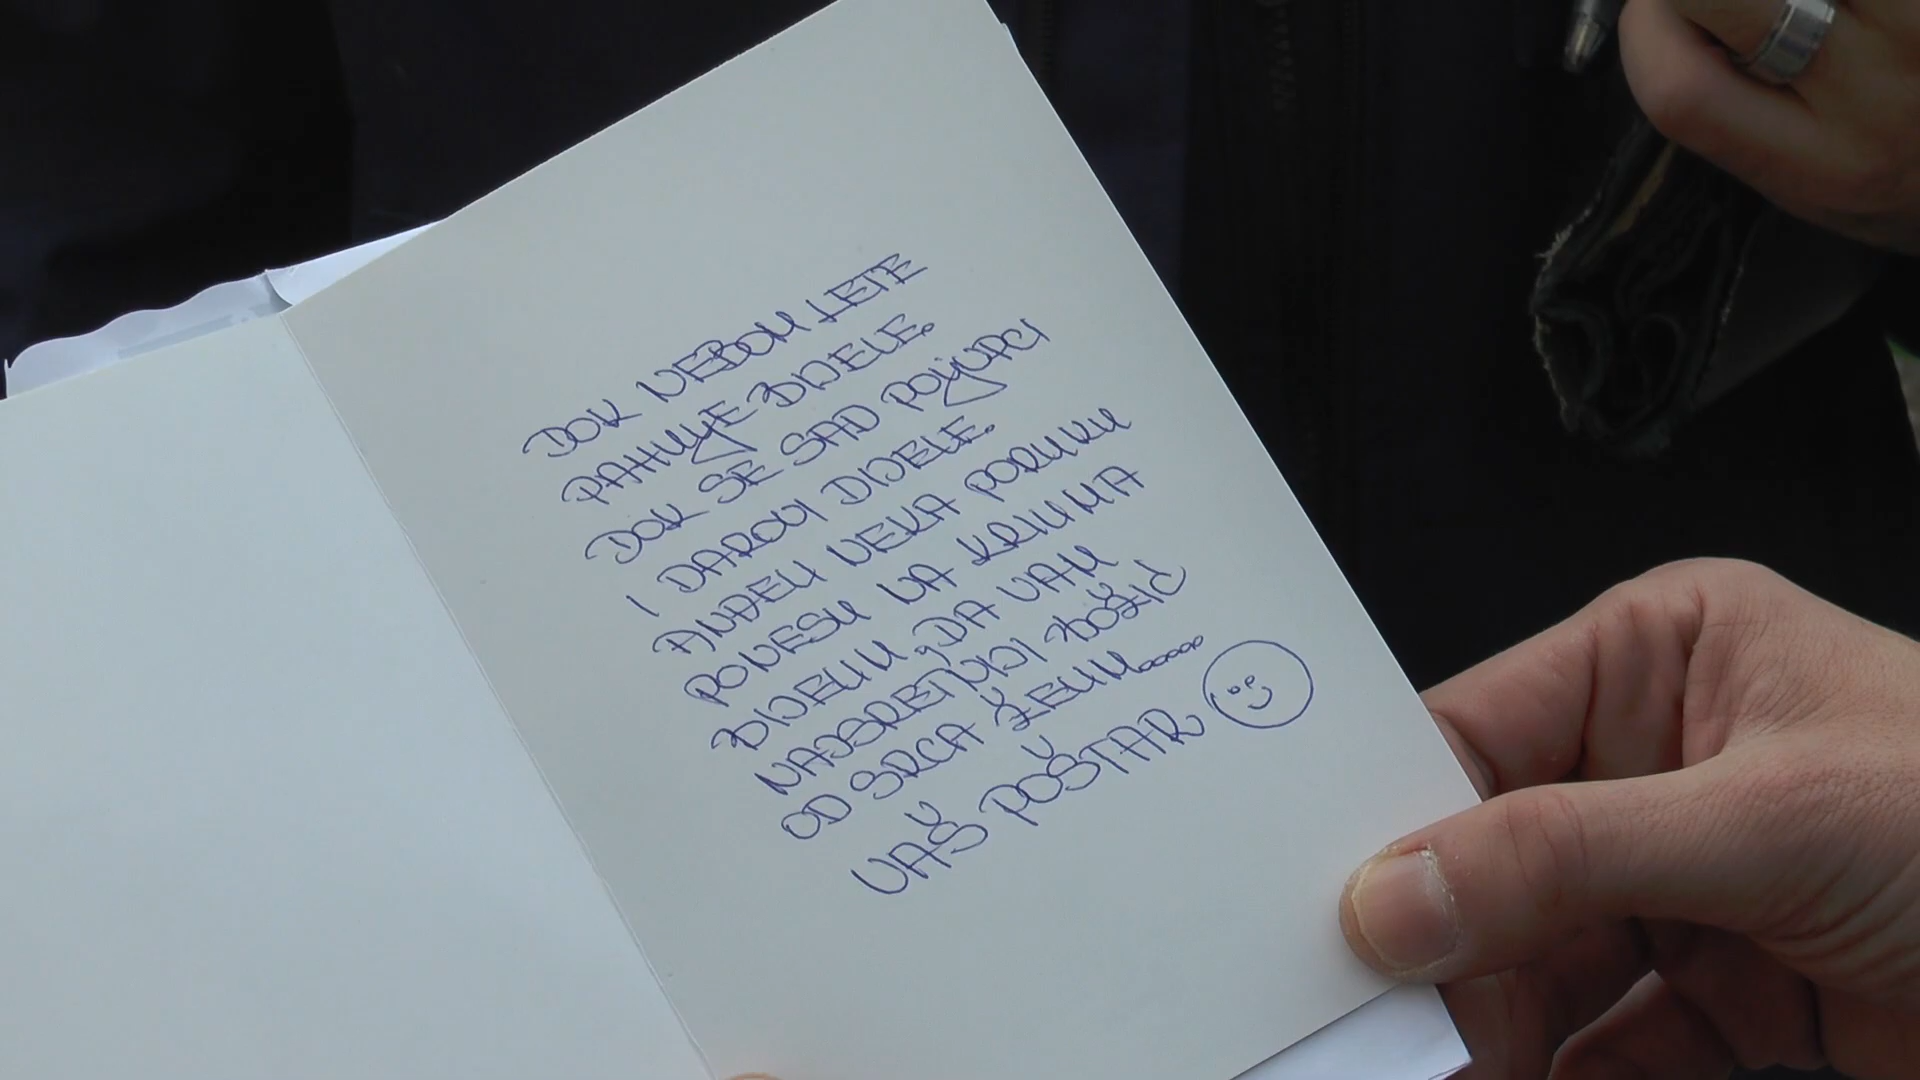 DOK NEBOM LETE
PAHULJE BIJELE.
DOK SE SAD POLJUPCI
I DAROVI DIJELE.
ANĐELI NEKA PORUKU
PONESU NA KRILIMA
BIJELIM, DA VAM
NAJSRETNIJI BOŽIĆ
OD SRCA ŽELIM.....
VAŠ POŠTAR